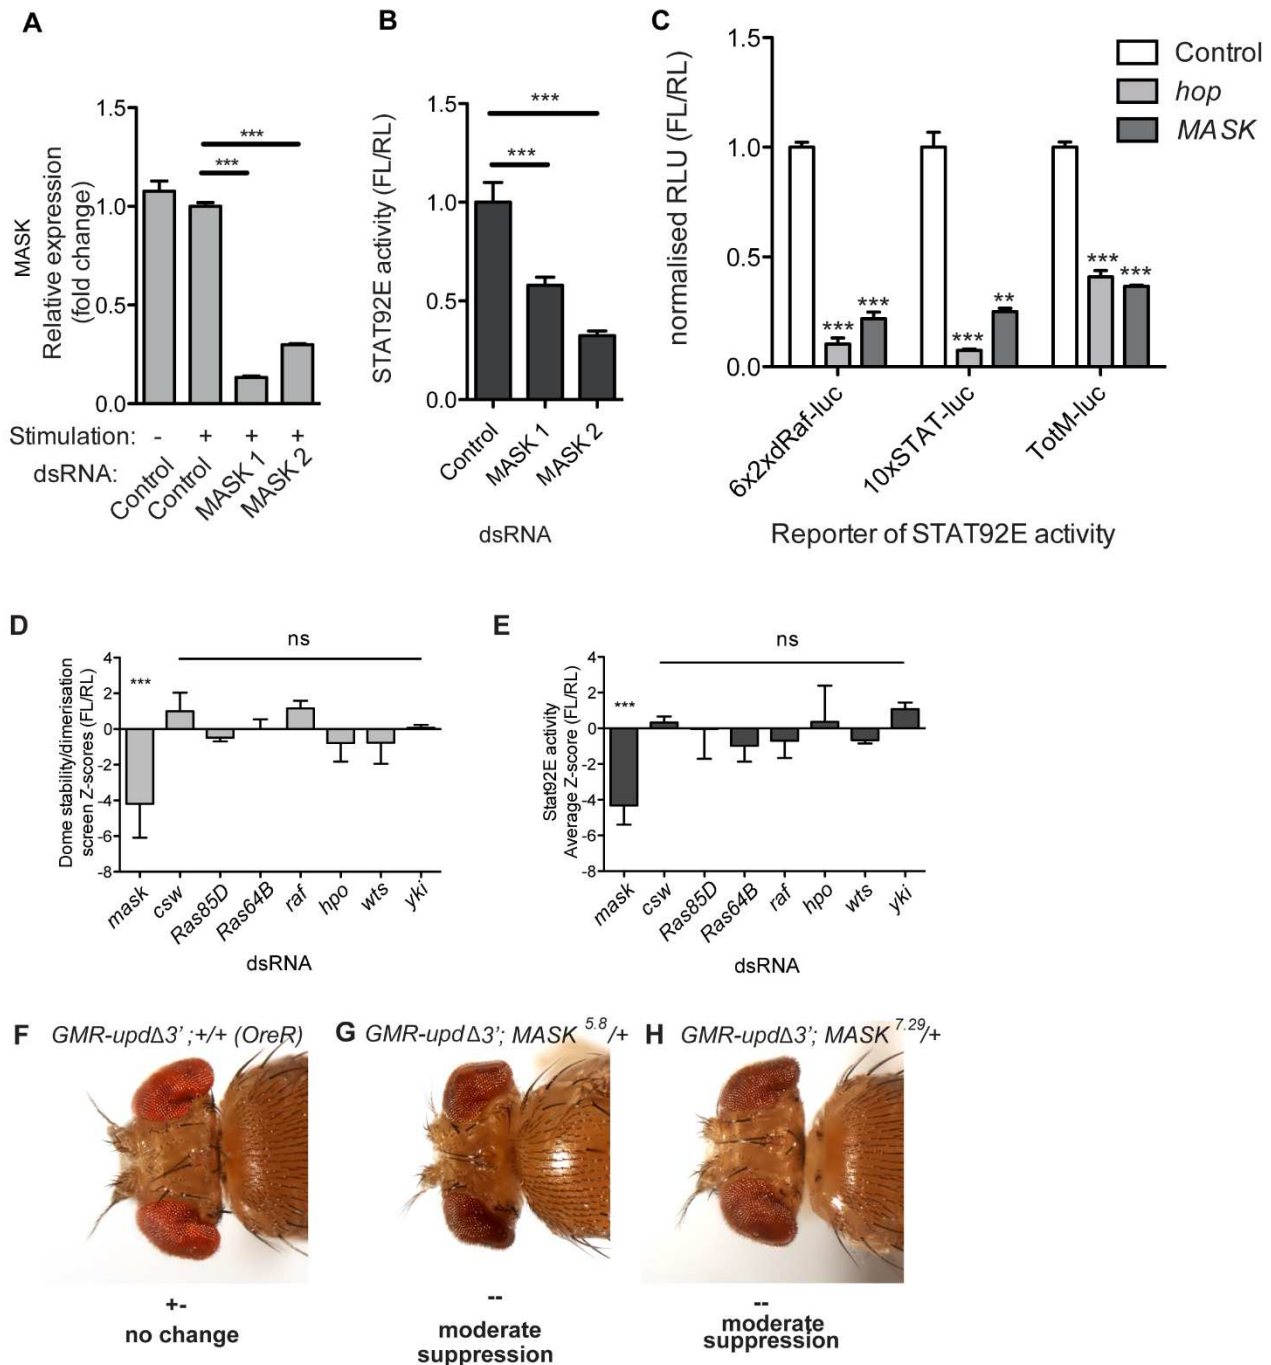 A
MASK
Relative expression
(fold change)
1.5
1.0
0.5
0.0
***
***
Stimulation: - + + +
dsRNA:
Control
Control
MASK 1
MASK 2
B
STAT92E activity (FL/RL)
1.5
1.0
0.5
0.0
***
***
Control
MASK 1
MASK 2
dsRNA
C
normalised RLU (FL/RL)
1.5
1.0
0.5
0.0
***
***
***
**
***
***
6x2xdRaf-luc
10xSTAT-luc
TotM-luc
Reporter of STAT92E activity
Control
hop
MASK
D
Dome stability/dimerisation
screen Z-scores (FL/RL)
4
2
0
-2
-4
-6
-8
***
ns
mask
csw
Ras85D
Ras64B
raf
hpo
wts
yki
dsRNA
E
Stat92E activity
Average Z-score (FL/RL)
4
2
0
-2
-4
-6
-8
***
ns
mask
csw
Ras85D
Ras64B
raf
hpo
wts
yki
dsRNA
F GMR-updΔ3' ;+/+ (OreR)
+-
no change
G GMR-updΔ3'; MASK 5.8/+
--
moderate
suppression
H GMR-updΔ3'; MASK 7.29/+
--
moderate
suppression